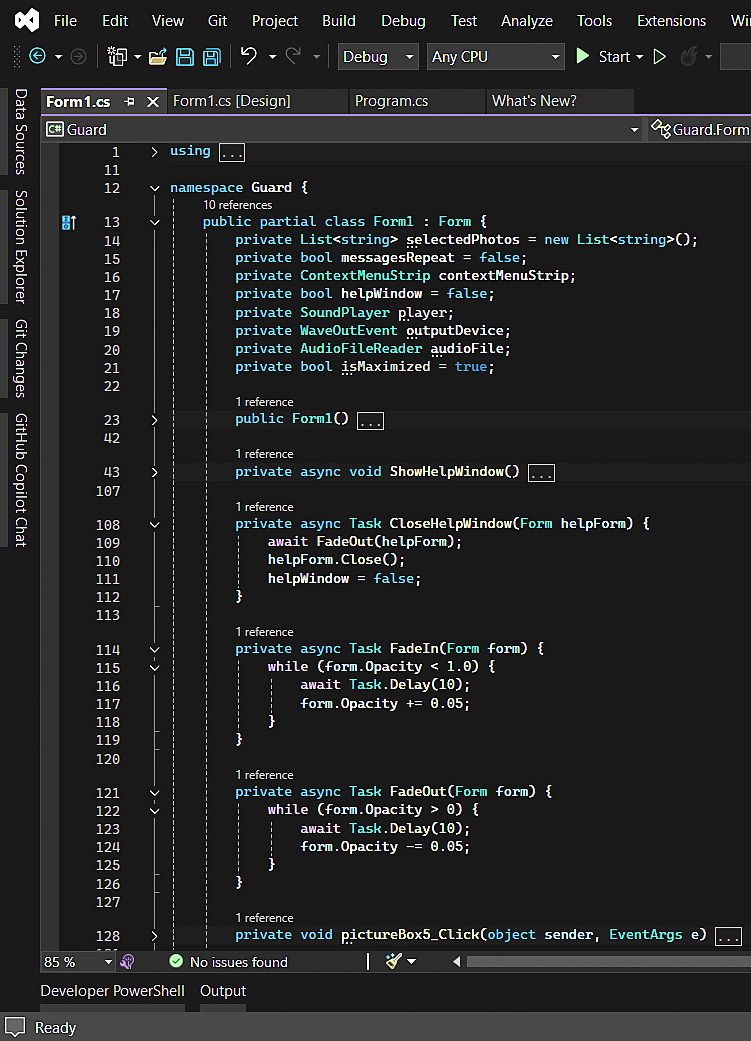 File Edit View Git Project Build Debug Test Analyze Tools Extensions
Debug Any CPU Start
Form1.cs Form1.cs [Design] Program.cs What's New?
C# Guard Guard.Form
Data Sources
Solution Explorer
Git Changes
GitHub Copilot Chat
1 using ...
11
12 namespace Guard {
10 references
13 public partial class Form1 : Form {
14 private List<string> selectedPhotos = new List<string>();
15 private bool messagesRepeat = false;
16 private ContextMenuStrip contextMenuStrip;
17 private bool helpWindow = false;
18 private SoundPlayer player;
19 private WaveOutEvent outputDevice;
20 private AudioFileReader audioFile;
21 private bool isMaximized = true;
22
1 reference
23 public Form1() ...
42
1 reference
43 private async void ShowHelpWindow() ...
107
1 reference
108 private async Task CloseHelpWindow(Form helpForm) {
109 await FadeOut(helpForm);
110 helpForm.Close();
111 helpWindow = false;
112 }
113
1 reference
114 private async Task FadeIn(Form form) {
115 while (form.Opacity < 1.0) {
116 await Task.Delay(10);
117 form.Opacity += 0.05;
118 }
119 }
120
1 reference
121 private async Task FadeOut(Form form) {
122 while (form.Opacity > 0) {
123 await Task.Delay(10);
124 form.Opacity -= 0.05;
125 }
126 }
127
1 reference
128 private void pictureBox5_Click(object sender, EventArgs e) ...
85 % No issues found
Developer PowerShell Output
Ready